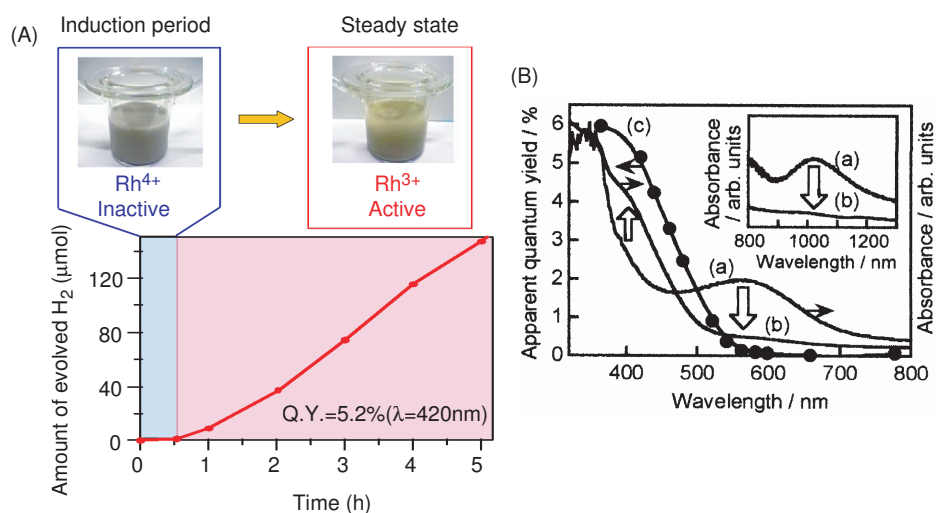 (A)
Induction period
Steady state
Rh4+
Inactive
Rh3+
Active
Amount of evolved H2 (μmol)
120
80
40
0
Q.Y.=5.2%(λ=420nm)
0 1 2 3 4 5
Time (h)
(B)
Apparent quantum yield / %
6
5
4
3
2
1
0
(c)
(a)
(b)
400 500 600 700 800
Wavelength / nm
Absorbance / arb. units
Absorbance
/ arb. units
(a)
(b)
800 1000 1200
Wavelength / nm